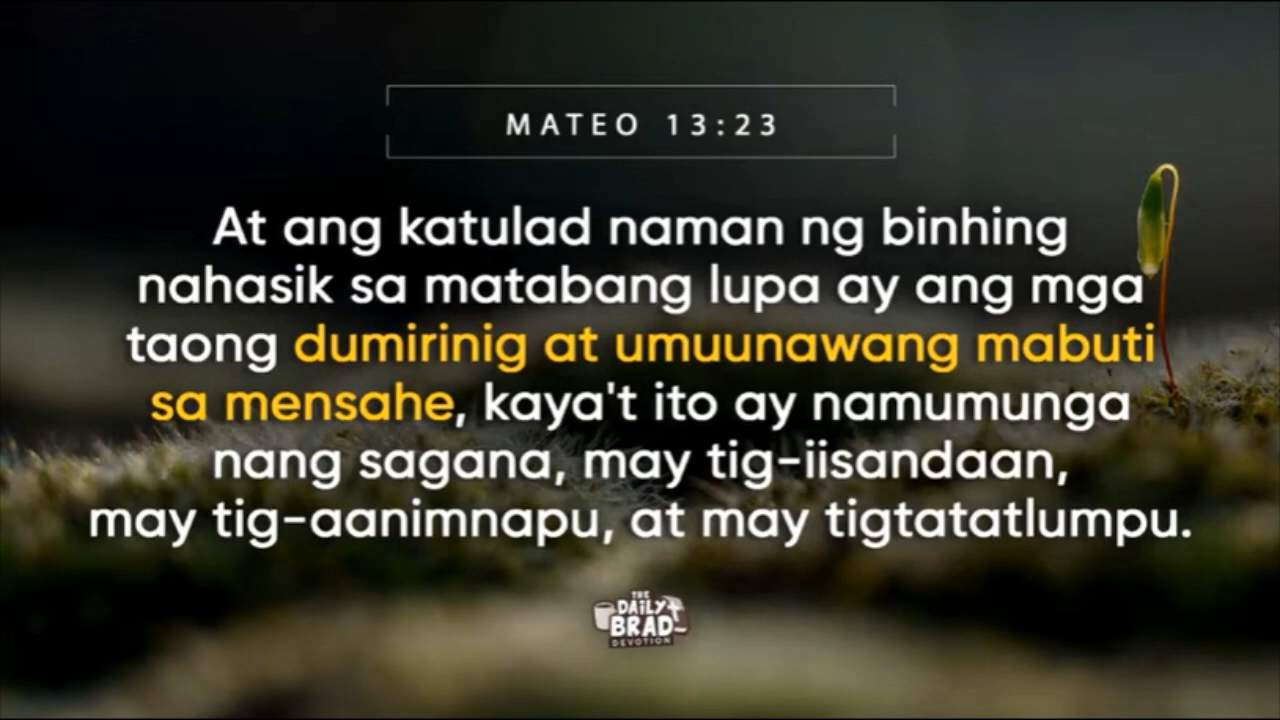 MATEO 13:23
At ang katulad naman ng binhing
nahasik sa matabang lupa ay ang mga
taong dumirinig at umuunawang mabuti
sa mensahe, kaya't ito ay namumunga
nang sagana, may tig-iisandaan,
may tig-aanimnapu, at may tigtatatlumpu.
THE
DAILY
BRAD
DEVOTION